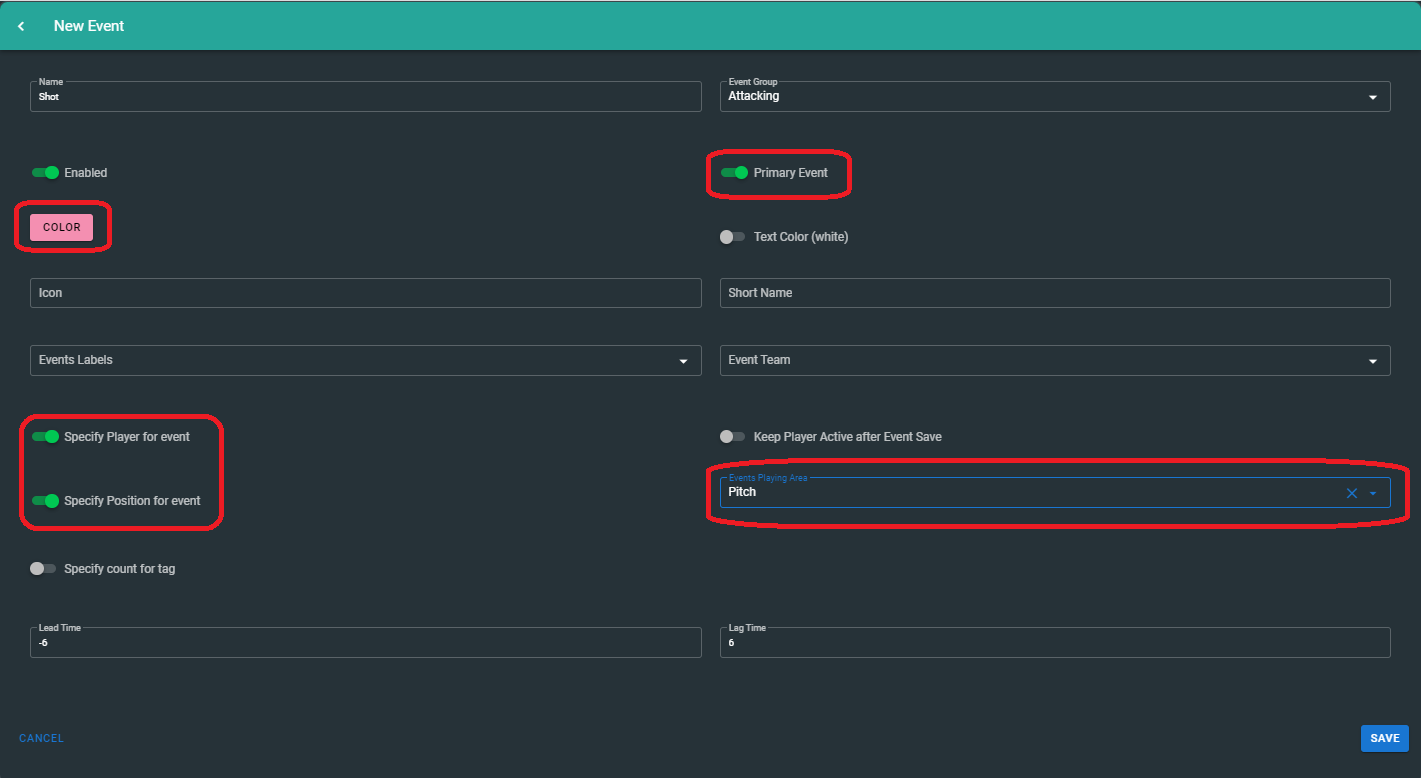 New Event
Name
Shot
Event Group
Attacking
Enabled
Primary Event
COLOR
Text Color (white)
Icon
Short Name
Events Labels
Event Team
Specify Player for event
Keep Player Active after Event Save
Specify Position for event
Events Playing Area
Pitch
Specify count for tag
Lead Time
-6
Lag Time
6
CANCEL
SAVE